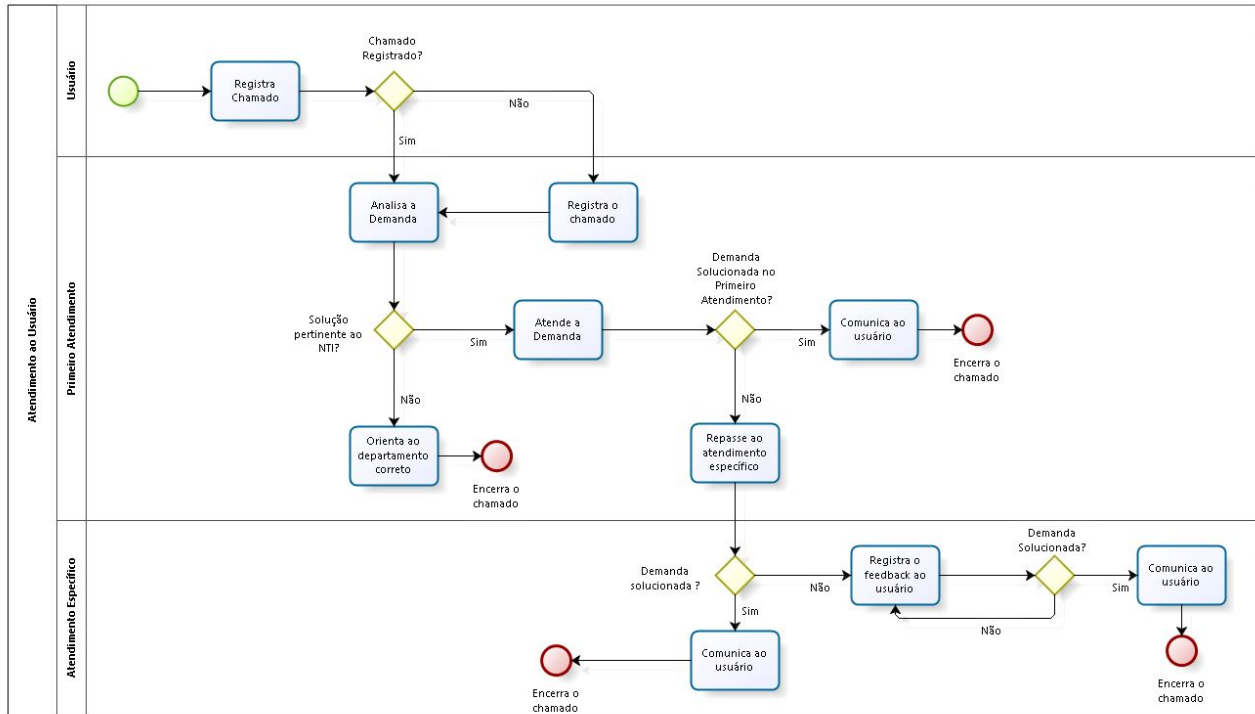 Atendimento ao Usuário
Usuário
Chamado
Registrado?
Registra
Chamado
Não
Sim
Primeiro Atendimento
Analisa a
Demanda
Registra o
chamado
Demanda
Solucionada no
Primeiro
Atendimento?
Solução
pertinente ao
NTI?
Sim
Atende a
Demanda
Sim
Comunica ao
usuário
Encerra o
chamado
Não
Não
Orienta ao
departamento
correto
Encerra o
chamado
Repasse ao
atendimento
específico
Atendimento Específico
Demanda
solucionada ?
Não
Registra o
feedback ao
usuário
Demanda
Solucionada?
Sim
Comunica ao
usuário
Não
Sim
Comunica ao
usuário
Encerra o
chamado
Encerra o
chamado